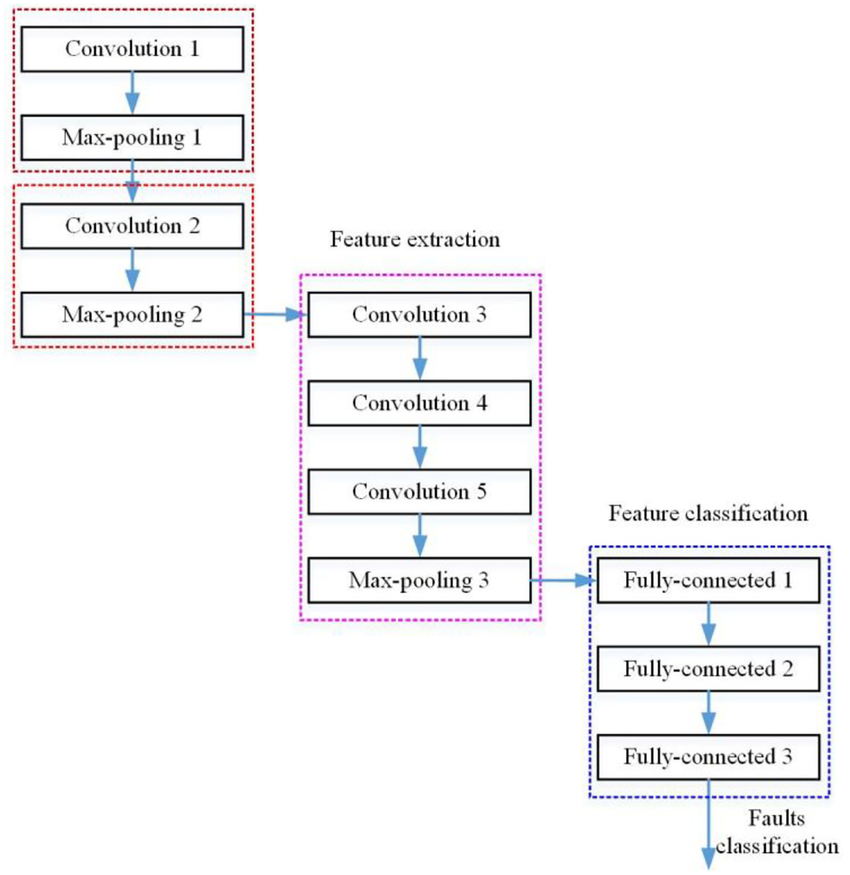 Convolution 1
Max-pooling 1
Convolution 2
Max-pooling 2
Feature extraction
Convolution 3
Convolution 4
Convolution 5
Max-pooling 3
Feature classification
Fully-connected 1
Fully-connected 2
Fully-connected 3
Faults
classification